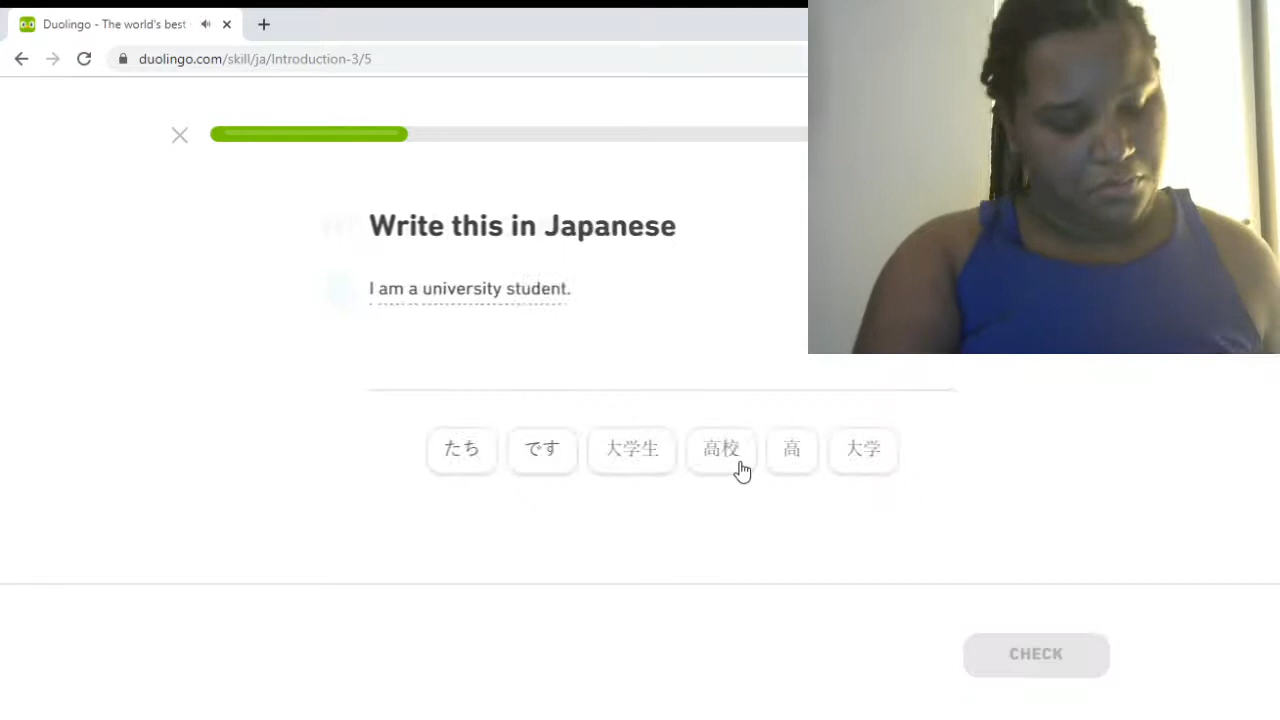 Duolingo - The world's best
duolingo.com/skill/ja/Introduction-3/5
Write this in Japanese
I am a university student.
たち です 大学生 高校 高 大学
CHECK